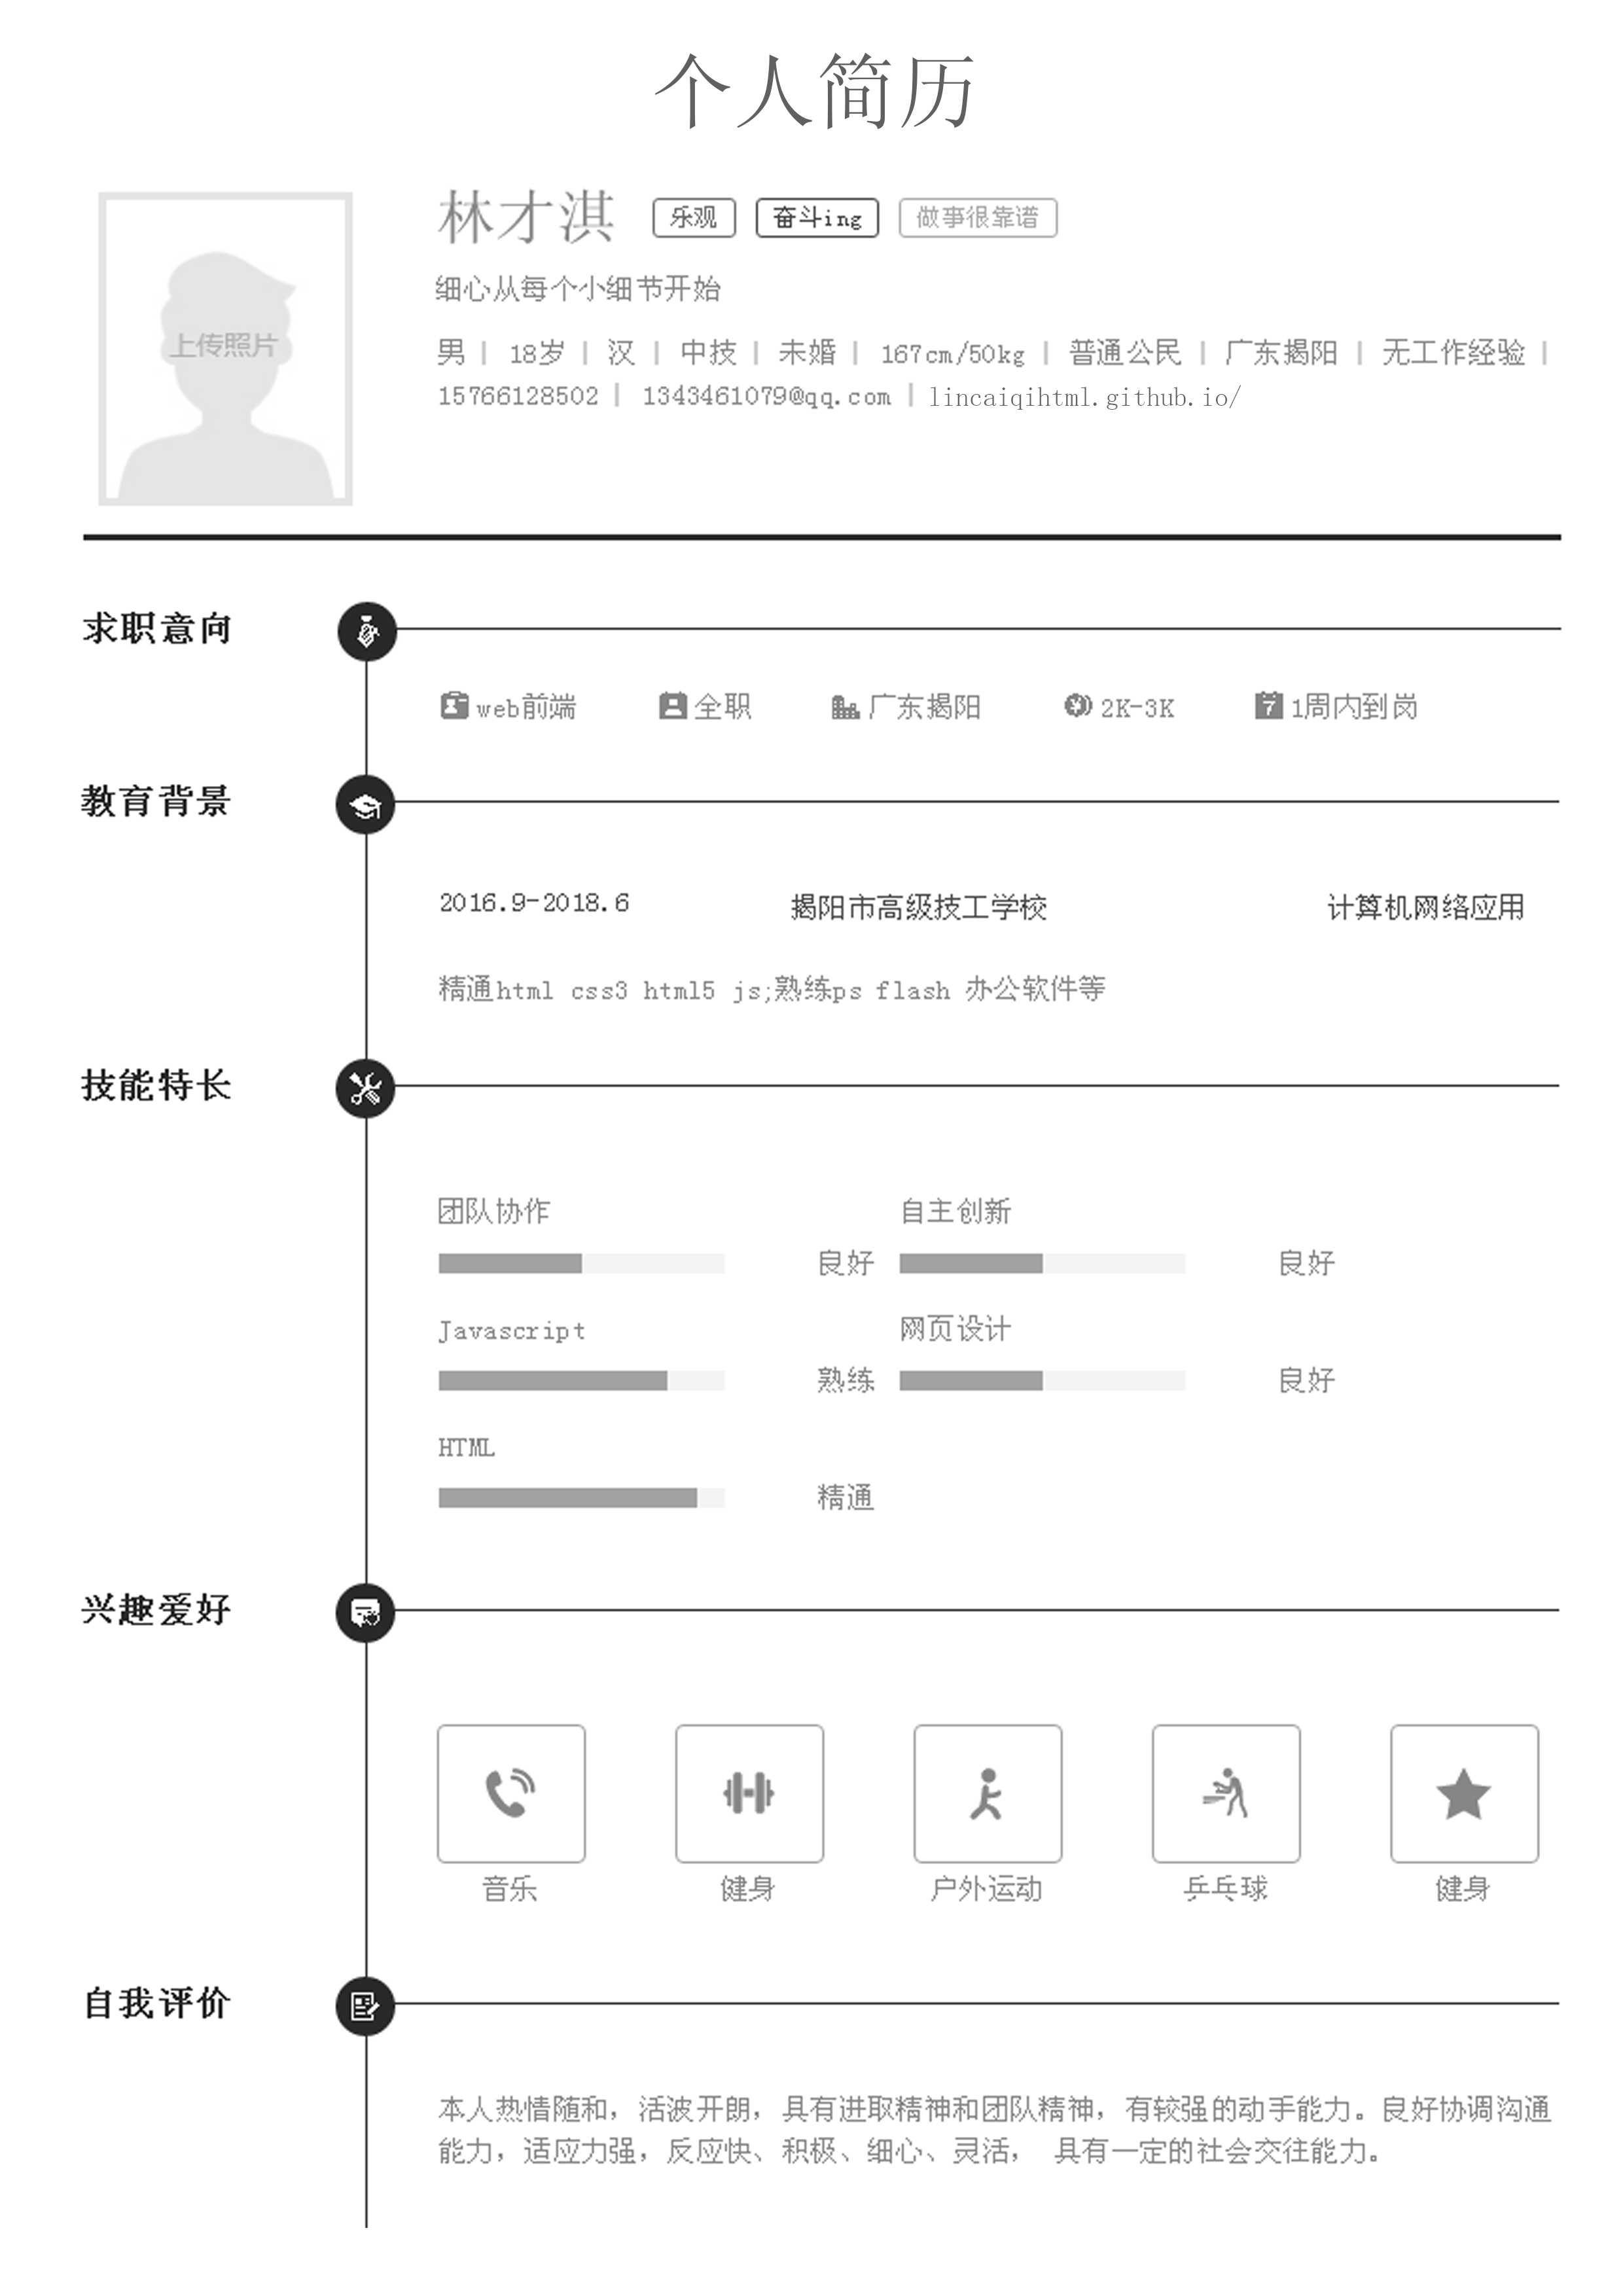 个人简历
林才淇 乐观 奋斗ing 做事很靠谱
细心从每个小细节开始
上传照片
男 | 18岁 | 汉 | 中技 | 未婚 | 167cm/50kg | 普通公民 | 广东揭阳 | 无工作经验 |
15766128502 | 1343461079@qq.com | lincaiqihtml.github.io/
求职意向
web前端 全职 广东揭阳 2K-3K 7 1周内到岗
教育背景
2016.9-2018.6 揭阳市高级技工学校 计算机网络应用
精通html css3 html5 js;熟练ps flash 办公软件等
技能特长
团队协作 自主创新
良好 良好
Javascript 网页设计
熟练 良好
HTML
精通
兴趣爱好
音乐 健身 户外运动 乒乓球 健身
自我评价
本人热情随和，活波开朗，具有进取精神和团队精神，有较强的动手能力。良好协调沟通
能力，适应力强，反应快、积极、细心、灵活， 具有一定的社会交往能力。